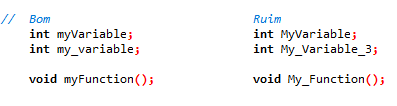 //  Bom                          Ruim
    int myVariable;              int MyVariable;
    int my_variable;             int My_Variable_3;
    void myFunction();           void My_Function();